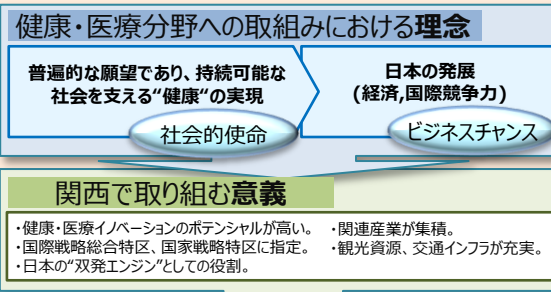 健康・医療分野への取組みにおける理念
普遍的な願望であり、持続可能な
社会を支える“健康“の実現
社会的使命
日本の発展
(経済,国際競争力)
ビジネスチャンス
関西で取り組む意義
・健康・医療イノベーションのポテンシャルが高い。
・国際戦略総合特区、国家戦略特区に指定。
・日本の“双発エンジン”としての役割。
・関連産業が集積。
・観光資源、交通インフラが充実。